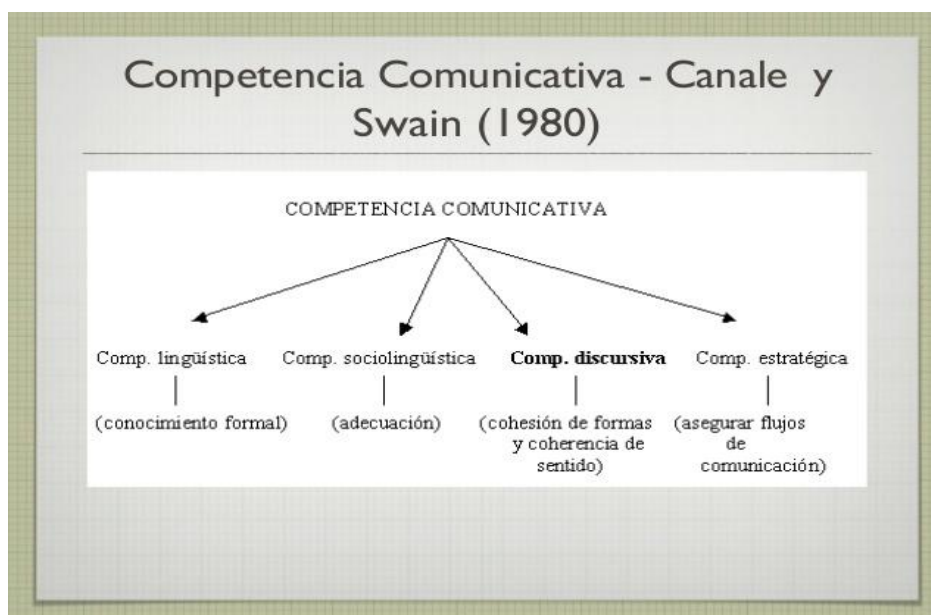 Competencia Comunicativa - Canale y
Swain (1980)
COMPETENCIA COMUNICATIVA
Comp. lingüística
(conocimiento formal)
Comp. sociolingüística
(adecuación)
Comp. discursiva
(cohesión de formas
y coherencia de
sentido)
Comp. estratégica
(asegurar flujos
de
comunicación)